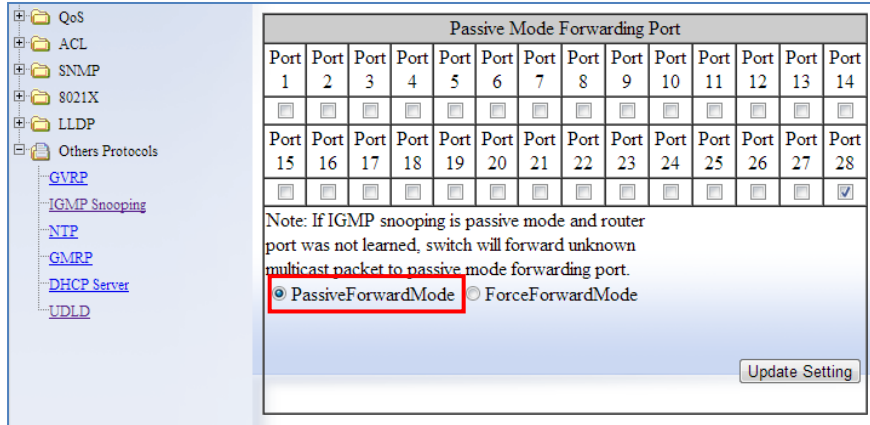 QoS
ACL
SNMP
8021X
LLDP
Others Protocols
GVRP
IGMP Snooping
NTP
GMRP
DHCP Server
UDLD
Passive Mode Forwarding Port
Port 1 Port 2 Port 3 Port 4 Port 5 Port 6 Port 7 Port 8 Port 9 Port 10 Port 11 Port 12 Port 13 Port 14
Port 15 Port 16 Port 17 Port 18 Port 19 Port 20 Port 21 Port 22 Port 23 Port 24 Port 25 Port 26 Port 27 Port 28
Note: If IGMP snooping is passive mode and router
port was not learned, switch will forward unknown
multicast packet to passive mode forwarding port.
PassiveForwardMode ForceForwardMode
Update Setting